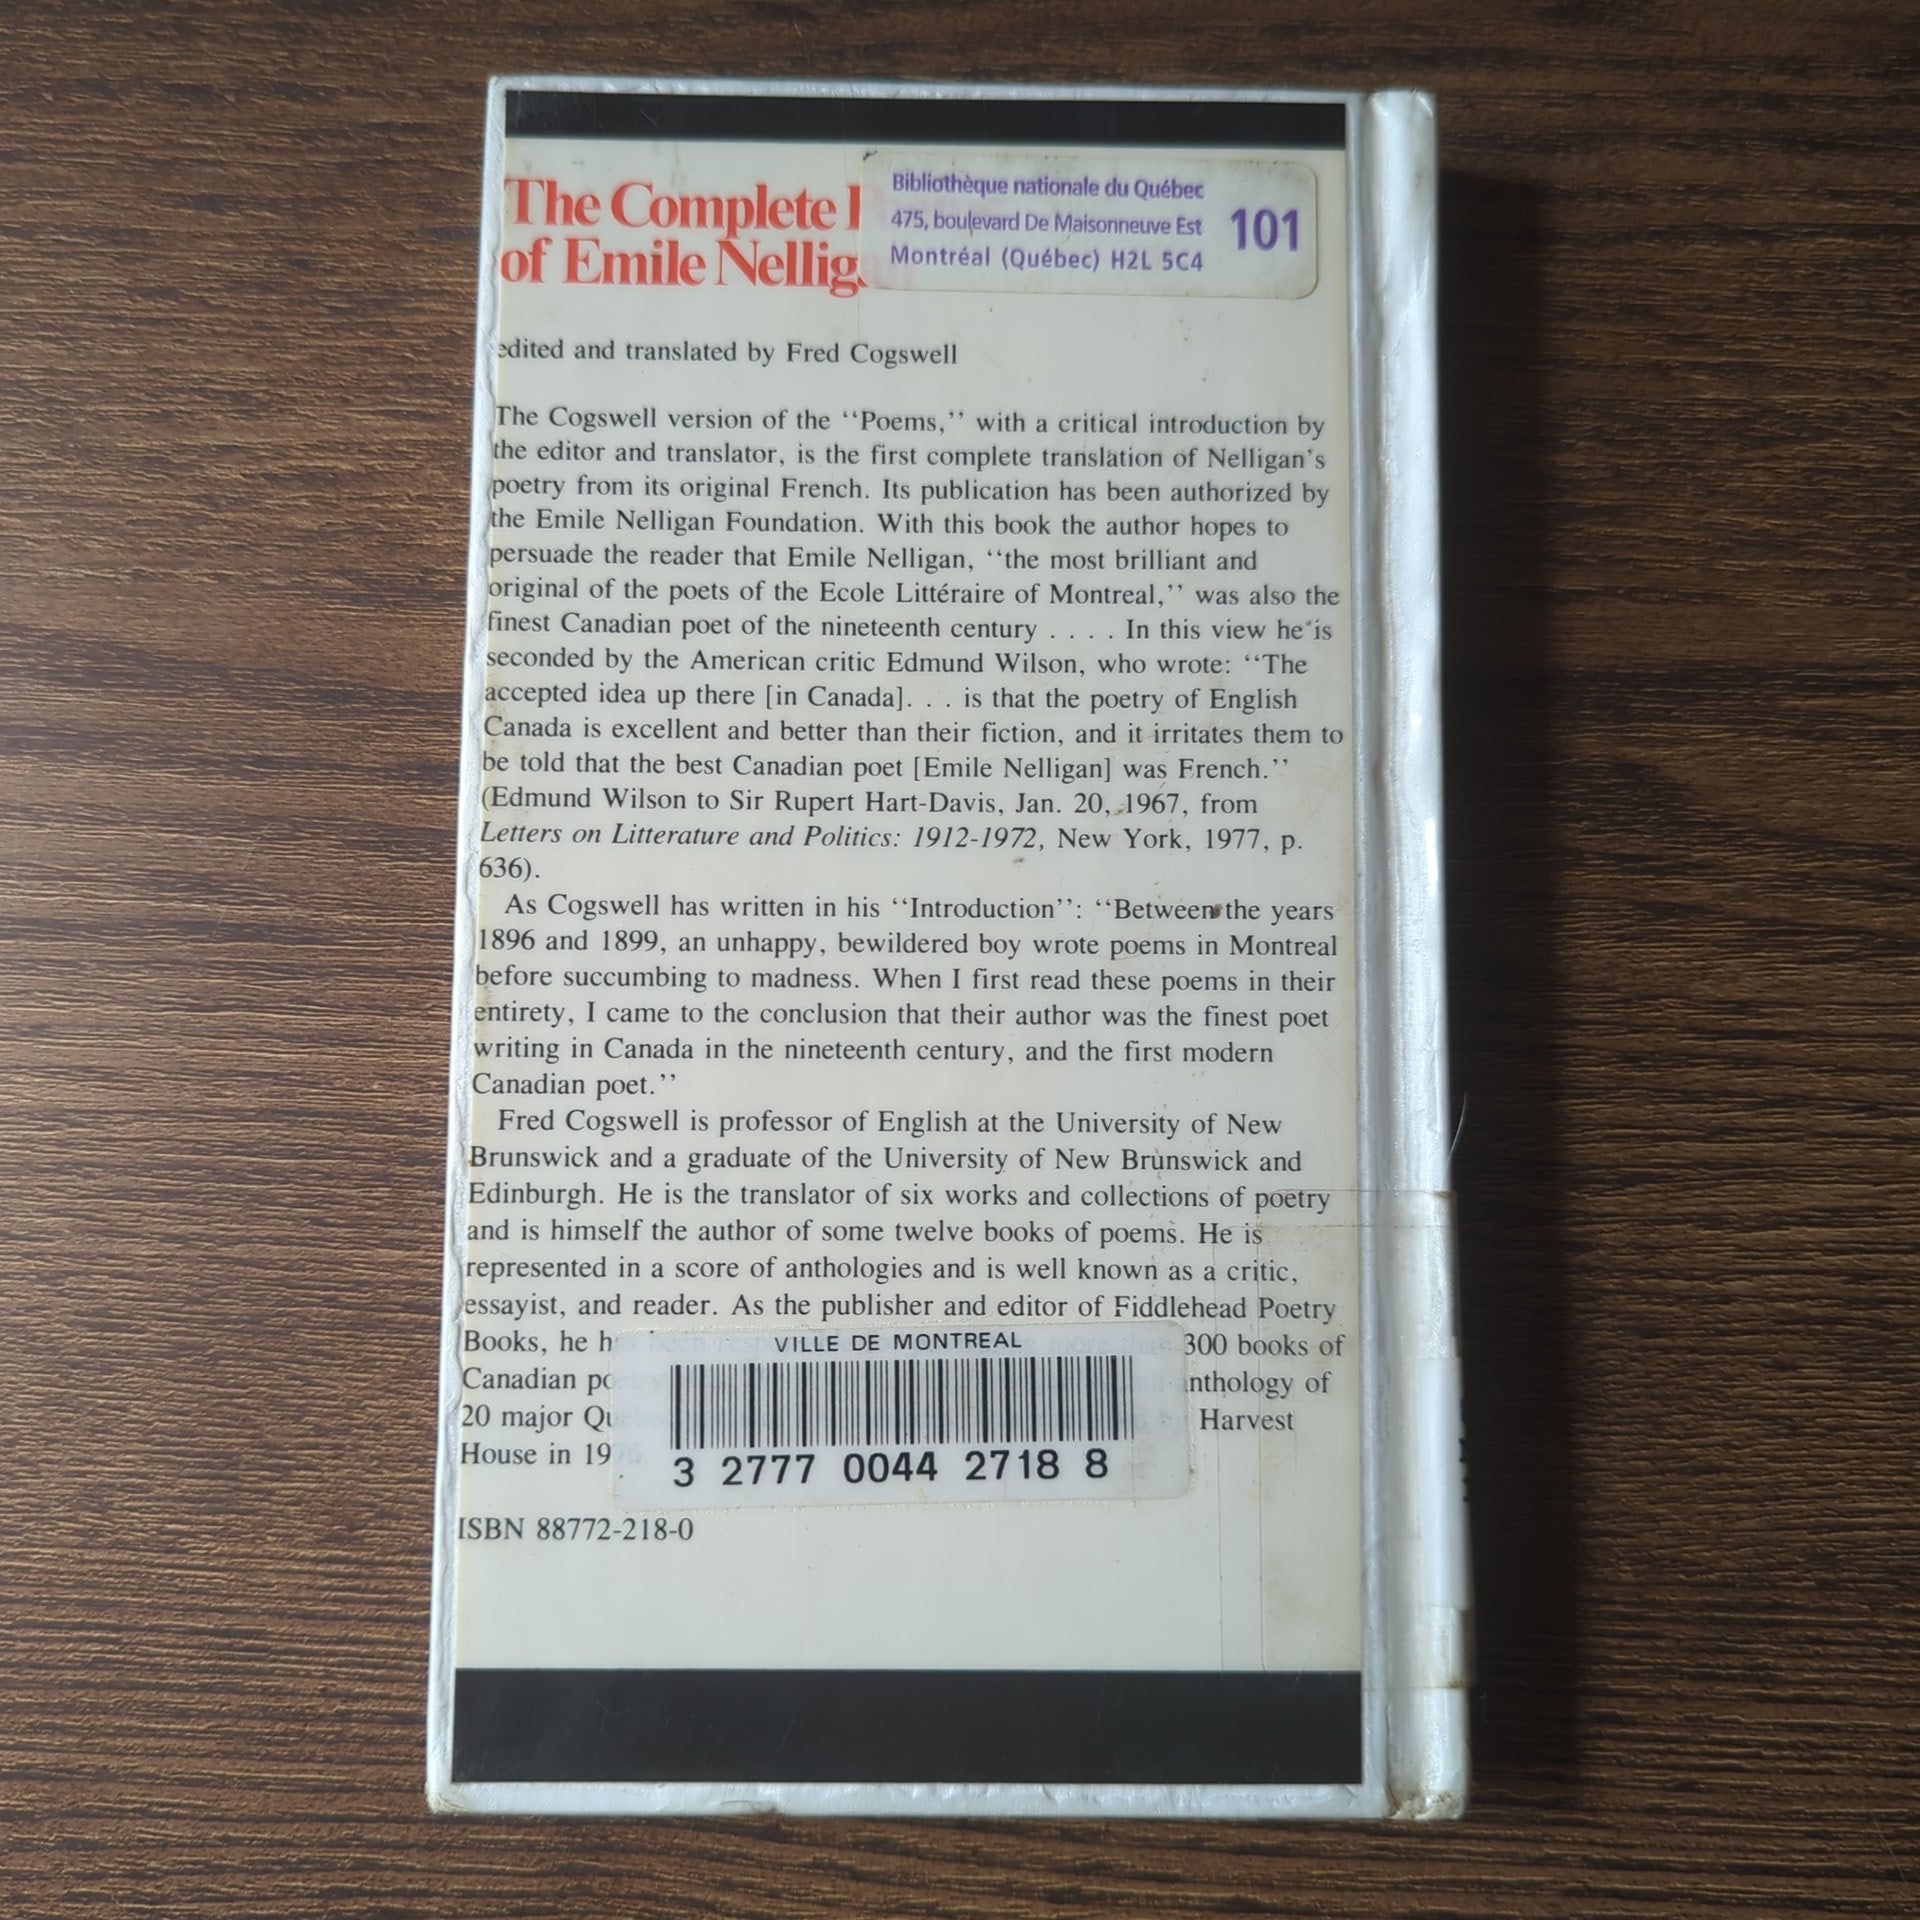 The Complete
of Emile Nellig
Bibliothèque nationale du Québec
475, boulevard De Maisonneuve Est
Montréal (Québec) H2L 5C4
101
edited and translated by Fred Cogswell
The Cogswell version of the ‘‘Poems,’’ with a critical introduction by
the editor and translator, is the first complete translation of Nelligan’s
poetry from its original French. Its publication has been authorized by
the Emile Nelligan Foundation. With this book the author hopes to
persuade the reader that Emile Nelligan, ‘‘the most brilliant and
original of the poets of the Ecole Littéraire of Montreal,’’ was also the
finest Canadian poet of the nineteenth century . . . . In this view he is
seconded by the American critic Edmund Wilson, who wrote: ‘‘The
accepted idea up there [in Canada]. . . is that the poetry of English
Canada is excellent and better than their fiction, and it irritates them to
be told that the best Canadian poet [Emile Nelligan] was French.’’
(Edmund Wilson to Sir Rupert Hart-Davis, Jan. 20, 1967, from
Letters on Litterature and Politics: 1912-1972, New York, 1977, p.
636).
As Cogswell has written in his ‘‘Introduction’’: ‘‘Between the years
1896 and 1899, an unhappy, bewildered boy wrote poems in Montreal
before succumbing to madness. When I first read these poems in their
entirety, I came to the conclusion that their author was the finest poet
writing in Canada in the nineteenth century, and the first modern
Canadian poet.’’
Fred Cogswell is professor of English at the University of New
Brunswick and a graduate of the University of New Brunswick and
Edinburgh. He is the translator of six works and collections of poetry
and is himself the author of some twelve books of poems. He is
represented in a score of anthologies and is well known as a critic,
essayist, and reader. As the publisher and editor of Fiddlehead Poetry
Books, he 300 books of
Canadian nthology of
20 major Harvest
House in 19
VILLE DE MONTREAL
3 2777 0044 2718 8
ISBN 88772-218-0